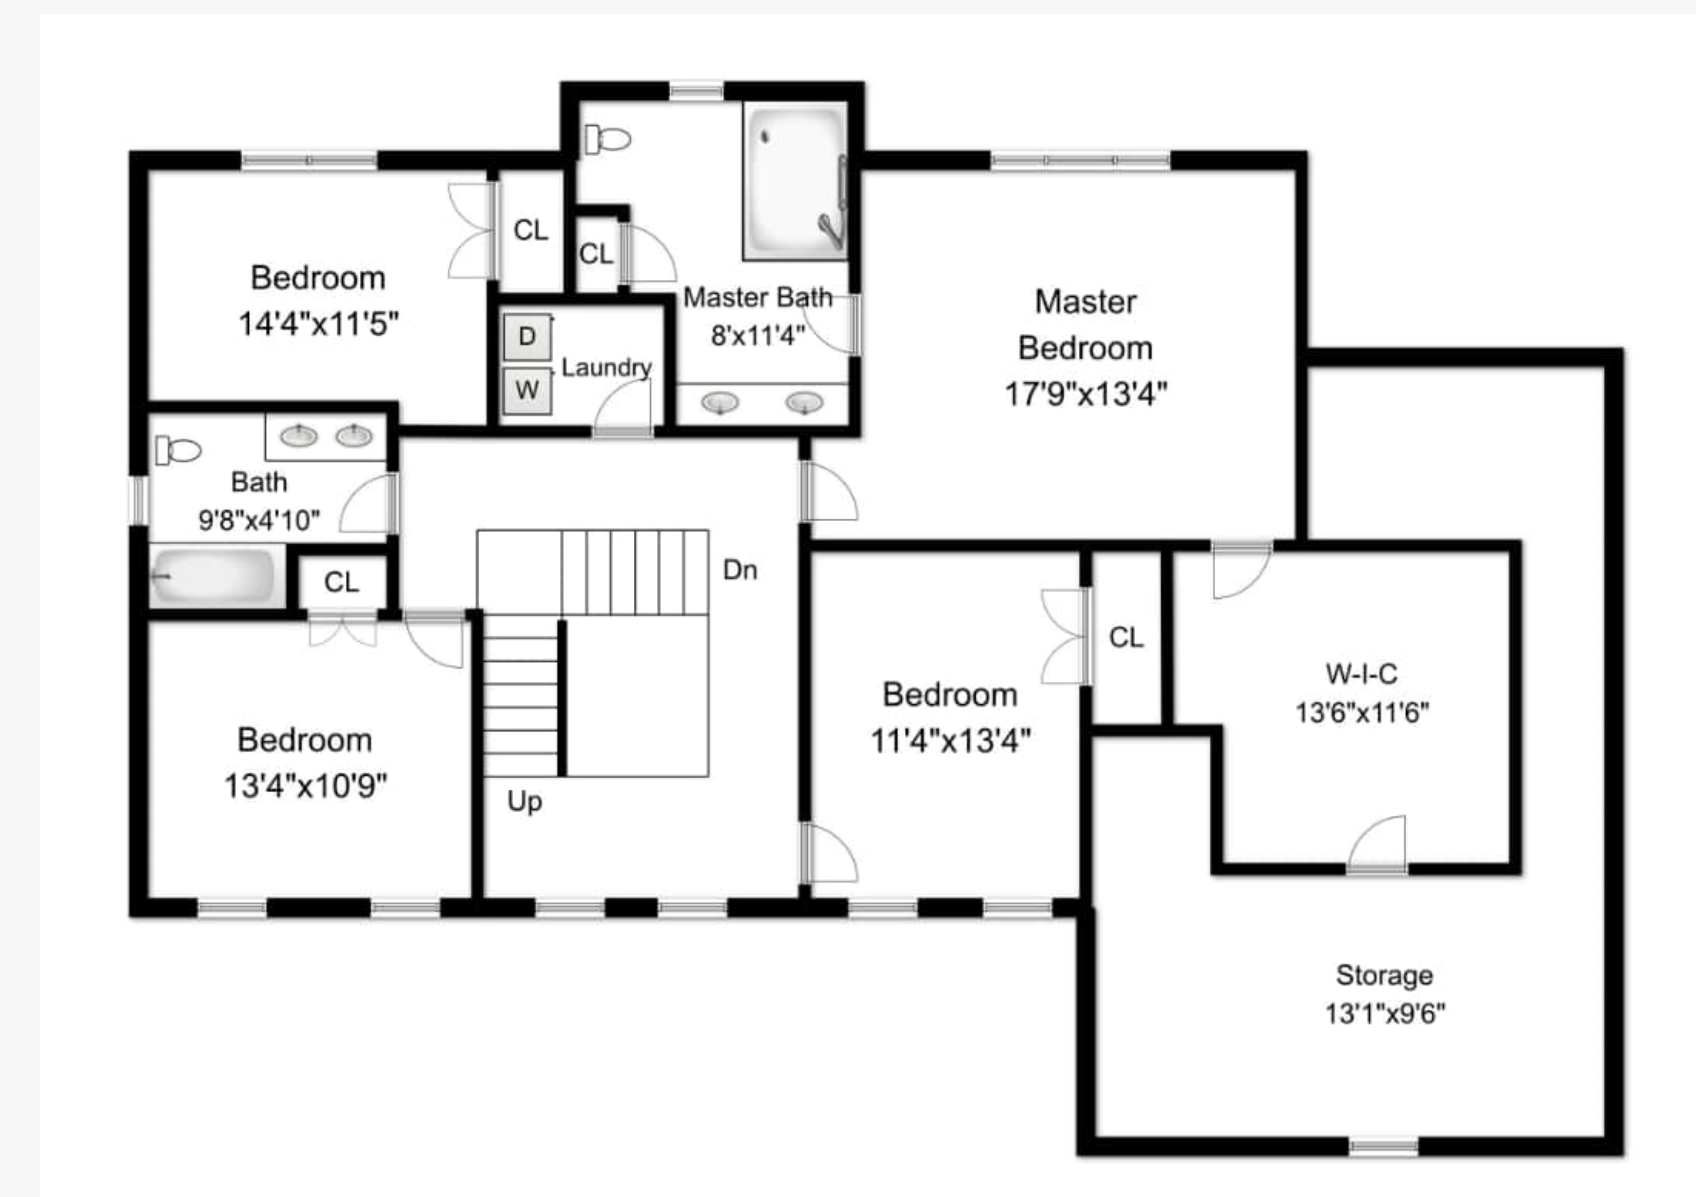 CL
CL
Bedroom
14'4"x11'5"
Master Bath
8'x11'4"
Master
Bedroom
17'9"x13'4"
D
Laundry
W
Bath
9'8"x4'10"
CL
Dn
CL
Bedroom
11'4"x13'4"
W-I-C
13'6"x11'6"
Bedroom
13'4"x10'9"
Up
Storage
13'1"x9'6"